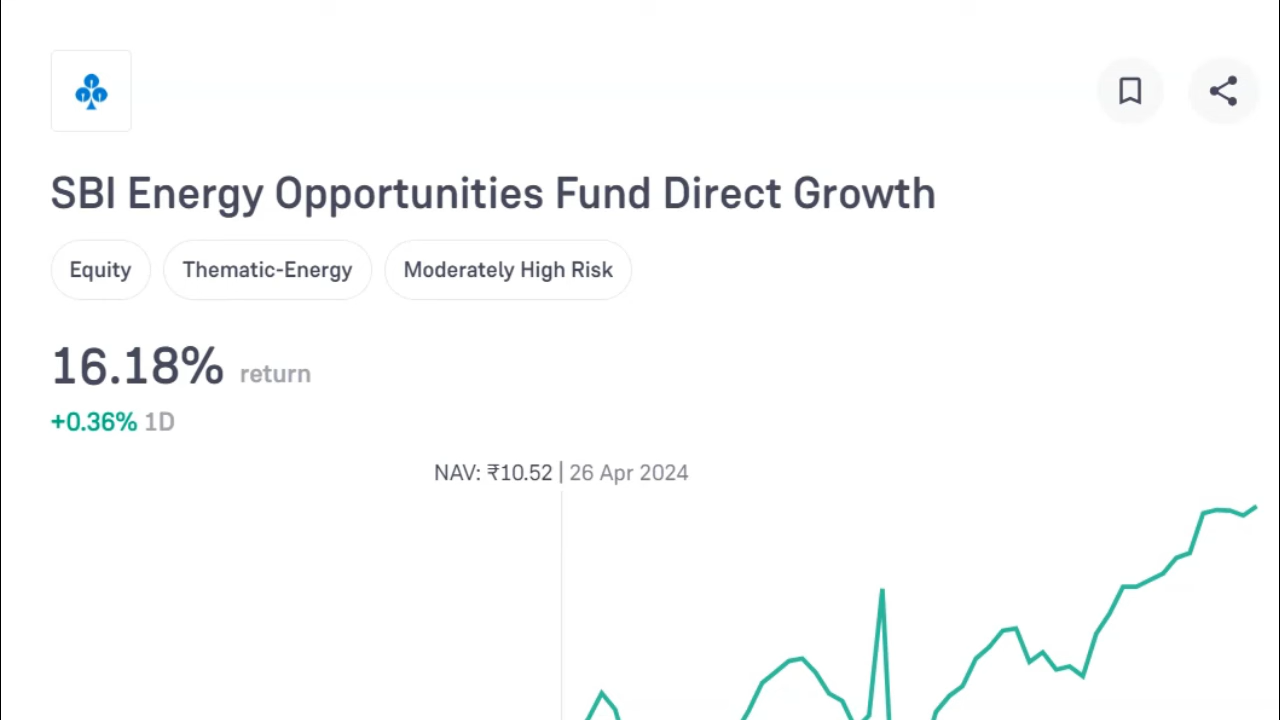 SBI Energy Opportunities Fund Direct Growth
Equity Thematic-Energy Moderately High Risk
16.18% return
+0.36% 1D
NAV: ₹10.52 | 26 Apr 2024